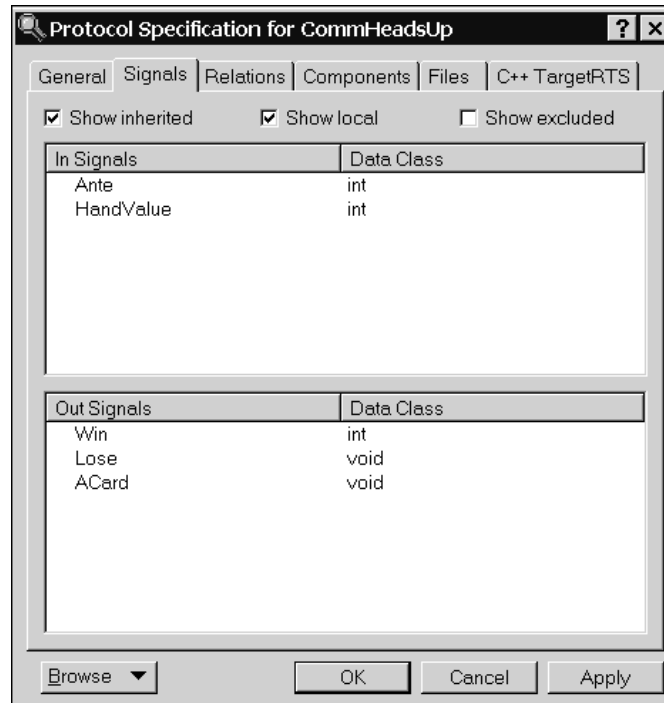 Protocol Specification for CommHeadsUp ? ×
General Signals Relations Components Files C++ TargetRTS
Show inherited Show local Show excluded
In Signals Data Class
Ante int
HandValue int
Out Signals Data Class
Win int
Lose void
ACard void
Browse OK Cancel Apply